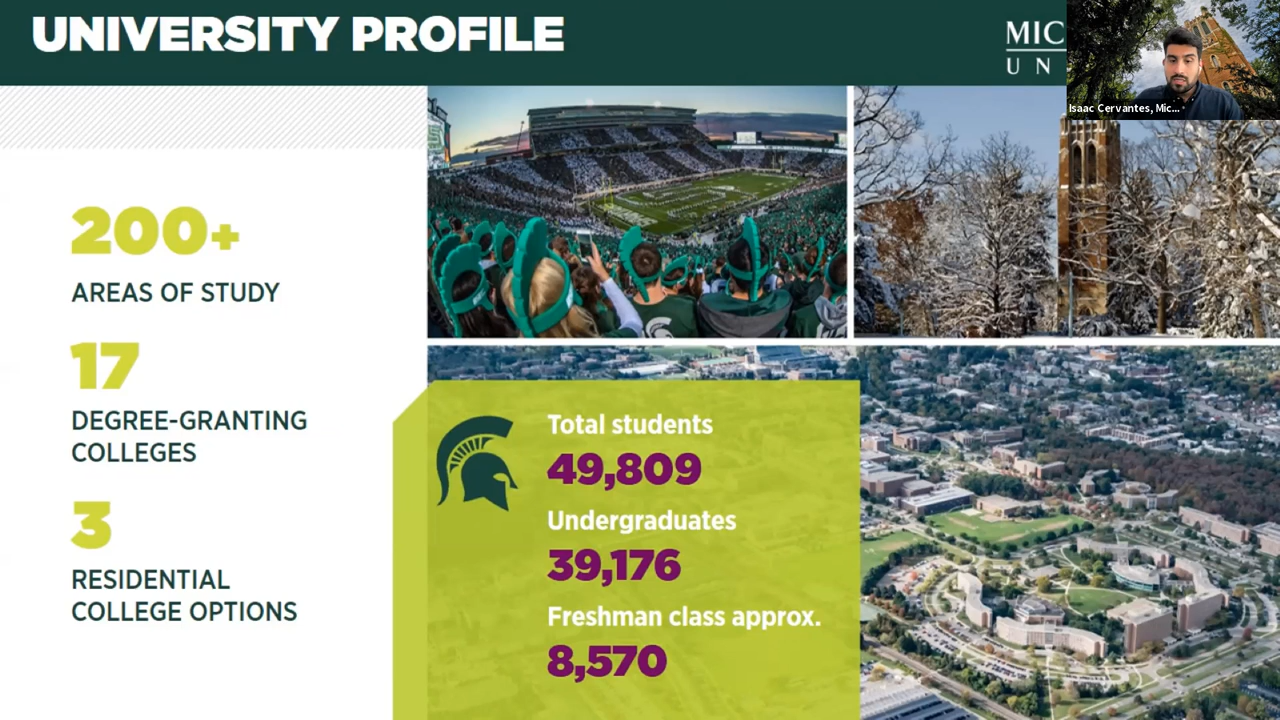 UNIVERSITY PROFILE
MIC
UN
Isaac Cervantes, Mic...
200+
AREAS OF STUDY
17
DEGREE-GRANTING
COLLEGES
3
RESIDENTIAL
COLLEGE OPTIONS
Total students
49,809
Undergraduates
39,176
Freshman class approx.
8,570